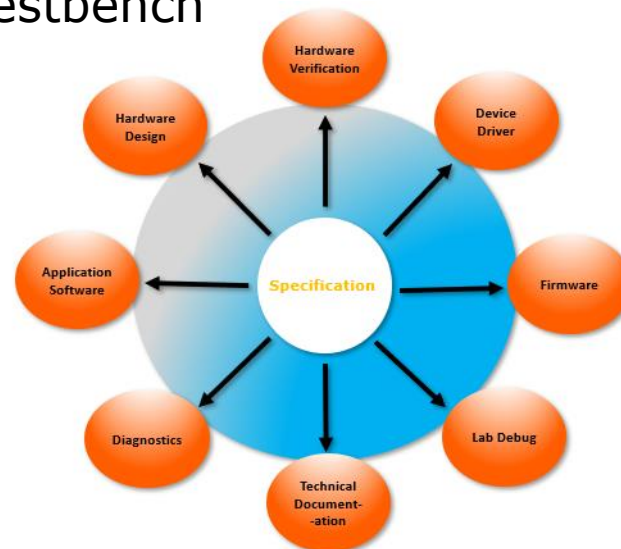 estbench
Hardware
Verification
Hardware
Design
Device
Driver
Application
Software
Specification
Firmware
Diagnostics
Lab Debug
Technical
Document-
-ation